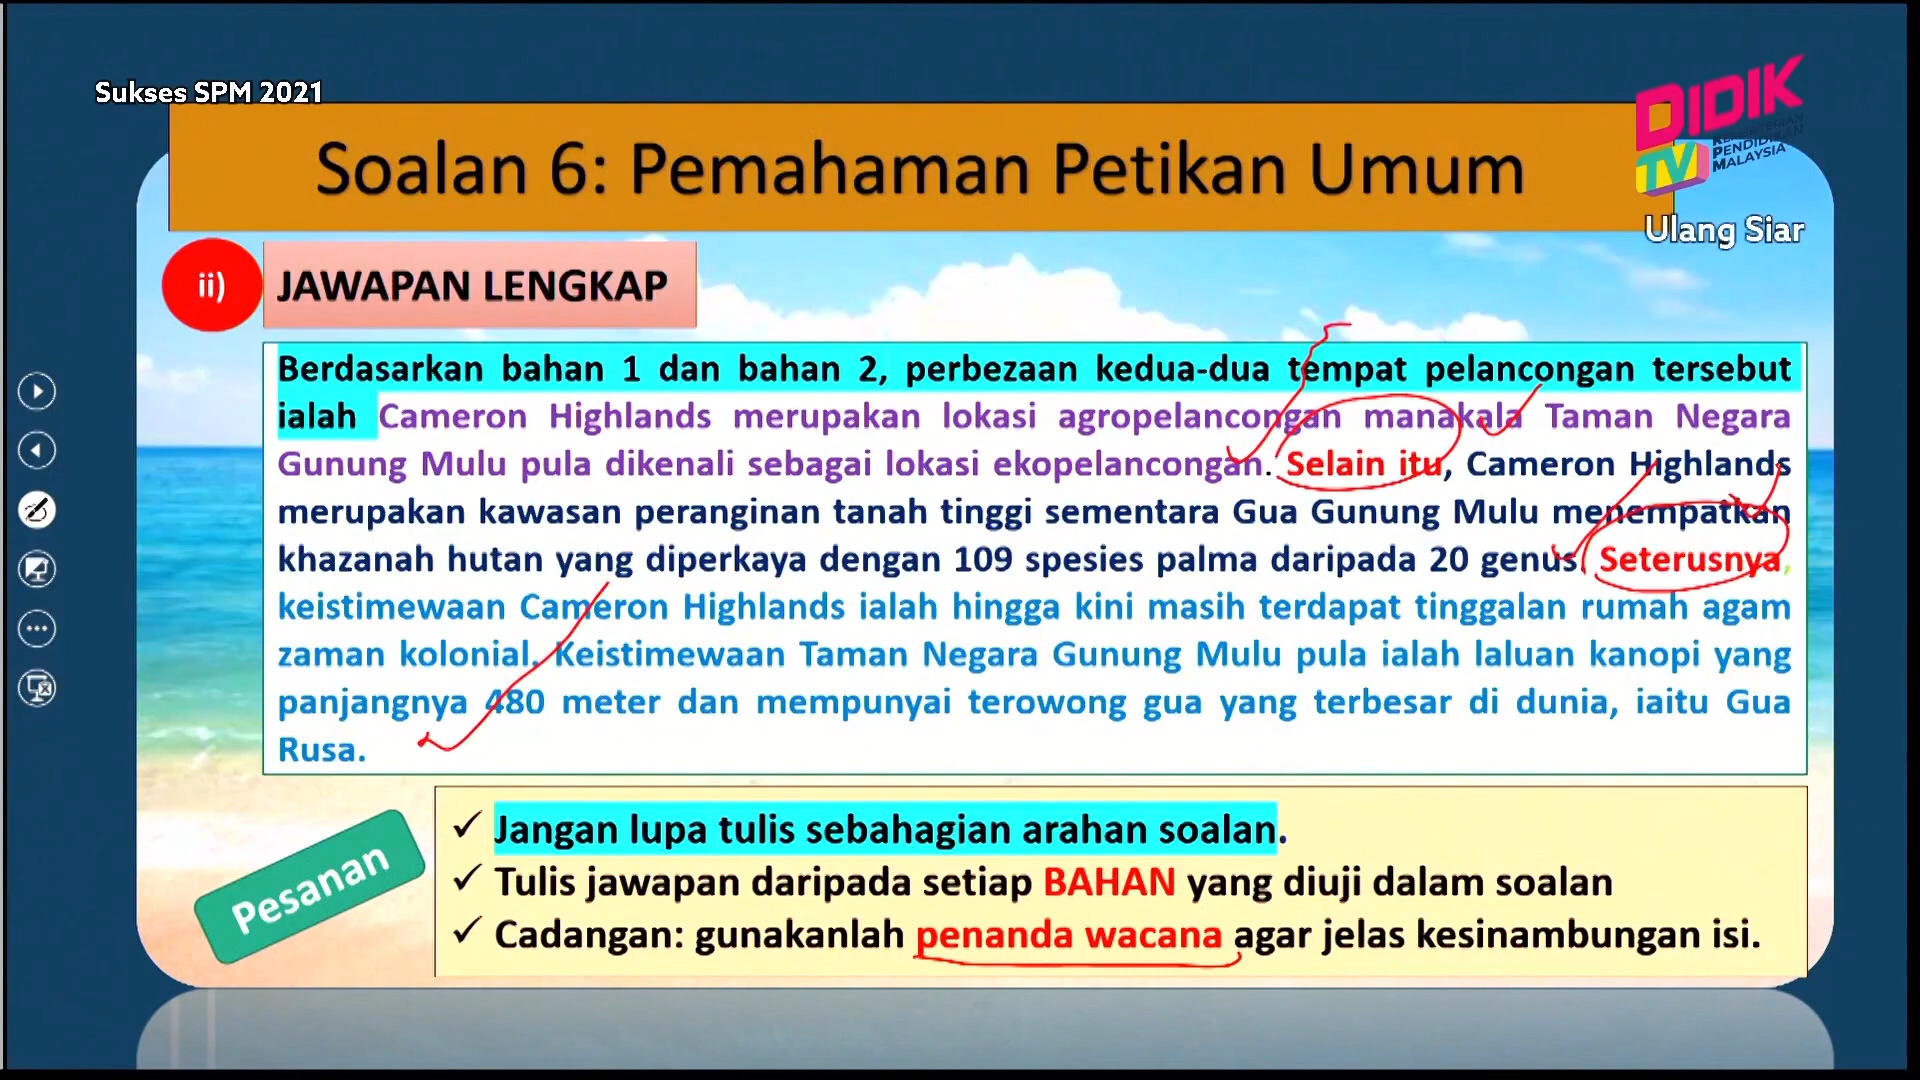 Sukses SPM 2021
DIDIK
TV
KEMENTERIAN
PENDIDIKAN
MALAYSIA
Ulang Siar
Soalan 6: Pemahaman Petikan Umum
ii)
JAWAPAN LENGKAP
Berdasarkan bahan 1 dan bahan 2, perbezaan kedua-dua tempat pelancongan tersebut
ialah Cameron Highlands merupakan lokasi agropelancongan manakala Taman Negara
Gunung Mulu pula dikenali sebagai lokasi ekopelancongan. Selain itu, Cameron Highlands
merupakan kawasan peranginan tanah tinggi sementara Gua Gunung Mulu menempatkan
khazanah hutan yang diperkaya dengan 109 spesies palma daripada 20 genus. Seterusnya,
keistimewaan Cameron Highlands ialah hingga kini masih terdapat tinggalan rumah agam
zaman kolonial. Keistimewaan Taman Negara Gunung Mulu pula ialah laluan kanopi yang
panjangnya 480 meter dan mempunyai terowong gua yang terbesar di dunia, iaitu Gua
Rusa.
Pesanan
✓ Jangan lupa tulis sebahagian arahan soalan.
✓ Tulis jawapan daripada setiap BAHAN yang diuji dalam soalan
✓ Cadangan: gunakanlah penanda wacana agar jelas kesinambungan isi.